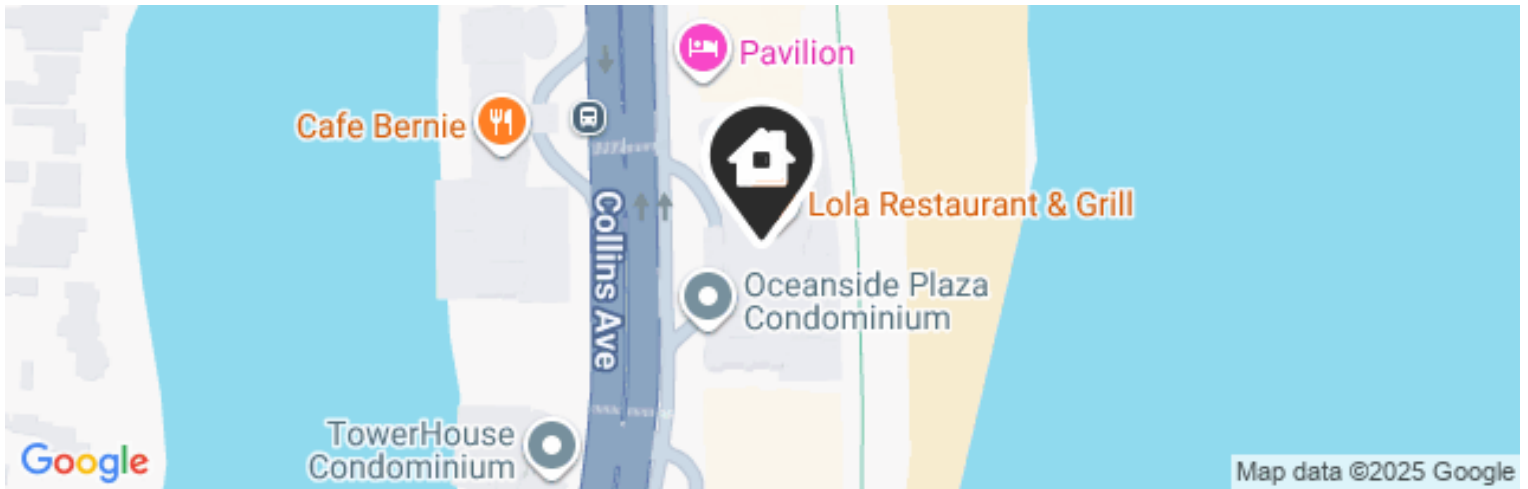 Pavilion
Cafe Bernie
Lola Restaurant & Grill
Collins Ave
Oceanside Plaza
Condominium
TowerHouse
Condominium
Google
Map data ©2025 Google